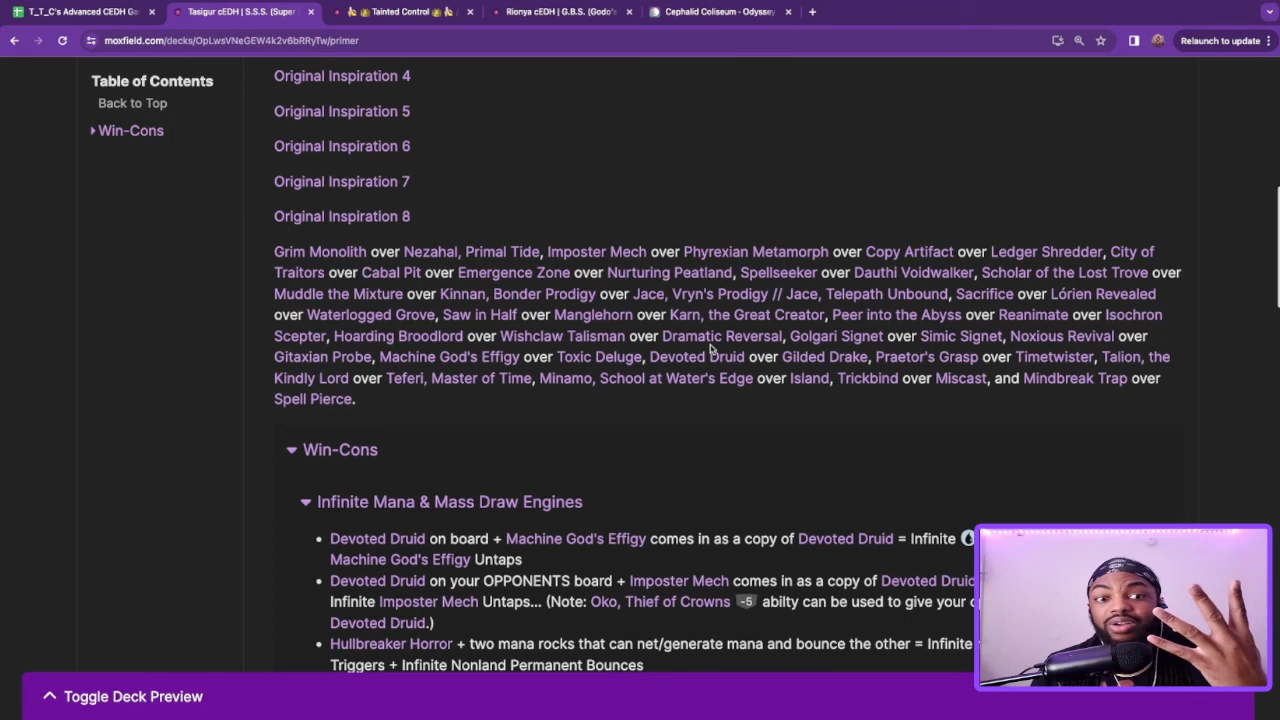 T_T_C's Advanced CEDH Ga
Tasigur cEDH | S.S.S. (Super
Tainted Control
Rionya cEDH | G.B.S. (Godo's
Cephalid Coliseum · Odyssey
moxfield.com/decks/OpLwsVNeGEW4k2v6bRRyTw/primer
Relaunch to update
Table of Contents
Back to Top
Win-Cons
Original Inspiration 4
Original Inspiration 5
Original Inspiration 6
Original Inspiration 7
Original Inspiration 8
Grim Monolith over Nezahal, Primal Tide, Imposter Mech over Phyrexian Metamorph over Copy Artifact over Ledger Shredder, City of
Traitors over Cabal Pit over Emergence Zone over Nurturing Peatland, Spellseeker over Dauthi Voidwalker, Scholar of the Lost Trove over
Muddle the Mixture over Kinnan, Bonder Prodigy over Jace, Vryn's Prodigy // Jace, Telepath Unbound, Sacrifice over Lórien Revealed
over Waterlogged Grove, Saw in Half over Manglehorn over Karn, the Great Creator, Peer into the Abyss over Reanimate over Isochron
Scepter, Hoarding Broodlord over Wishclaw Talisman over Dramatic Reversal, Golgari Signet over Simic Signet, Noxious Revival over
Gitaxian Probe, Machine God's Effigy over Toxic Deluge, Devoted Druid over Gilded Drake, Praetor's Grasp over Timetwister, Talion, the
Kindly Lord over Teferi, Master of Time, Minamo, School at Water's Edge over Island, Trickbind over Miscast, and Mindbreak Trap over
Spell Pierce.
Win-Cons
Infinite Mana & Mass Draw Engines
Devoted Druid on board + Machine God's Effigy comes in as a copy of Devoted Druid = Infinite
Machine God's Effigy Untaps
Devoted Druid on your OPPONENTS board + Imposter Mech comes in as a copy of Devoted Druid
Infinite Imposter Mech Untaps... (Note: Oko, Thief of Crowns -5 abilty can be used to give your
Devoted Druid.)
Hullbreaker Horror + two mana rocks that can net/generate mana and bounce the other = Infinite
Triggers + Infinite Nonland Permanent Bounces
Toggle Deck Preview